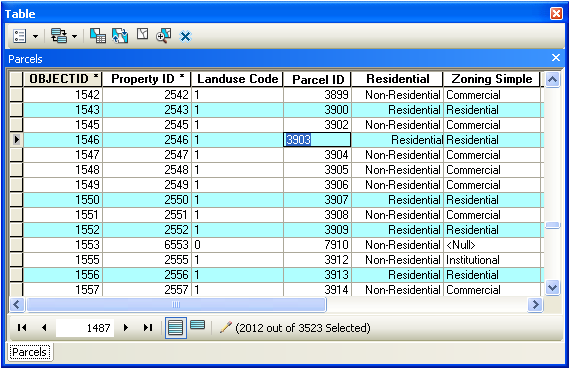 Table
Parcels
OBJECTID * Property ID * Landuse Code Parcel ID Residential Zoning Simple
1542 2542 1 3899 Non-Residential Commercial
1543 2543 1 3900 Residential Residential
1545 2545 1 3902 Non-Residential Commercial
1546 2546 1 3903 Residential Residential
1547 2547 1 3904 Non-Residential Commercial
1548 2548 1 3905 Non-Residential Commercial
1549 2549 1 3906 Non-Residential Commercial
1550 2550 1 3907 Residential Residential
1551 2551 1 3908 Non-Residential Commercial
1552 2552 1 3909 Residential Residential
1553 6553 0 7910 Non-Residential <Null>
1555 2555 1 3912 Non-Residential Institutional
1556 2556 1 3913 Residential Residential
1557 2557 1 3914 Non-Residential Commercial
1487 (2012 out of 3523 Selected)
Parcels